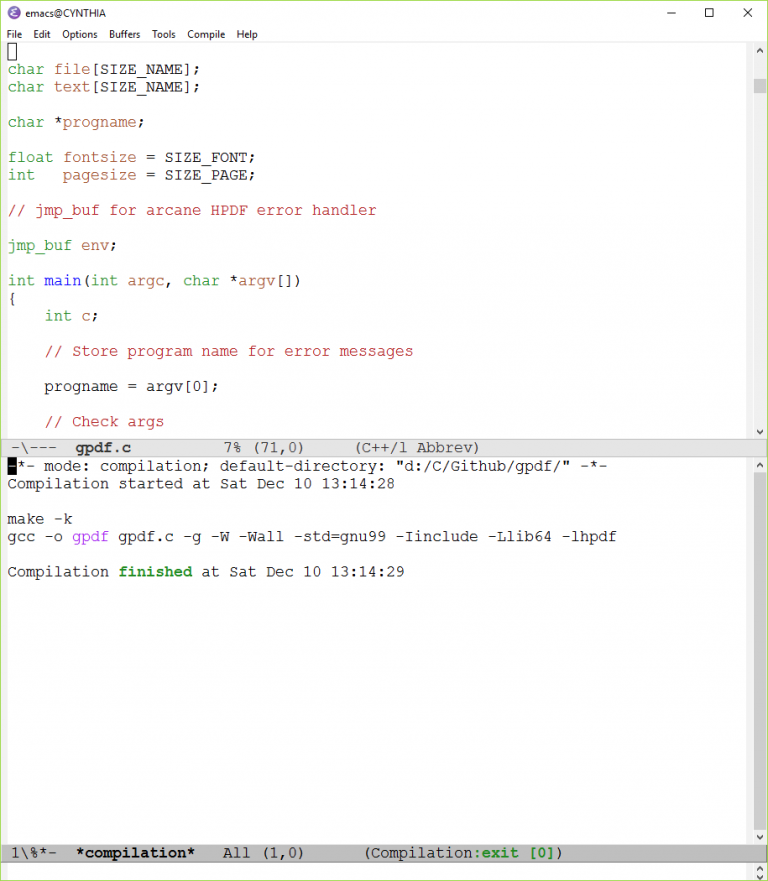 emacs@CYNTHIA
File Edit Options Buffers Tools Compile Help
char file[SIZE_NAME];
char text[SIZE_NAME];
char *progname;
float fontsize = SIZE_FONT;
int   pagesize = SIZE_PAGE;
// jmp_buf for arcane HPDF error handler
jmp_buf env;
int main(int argc, char *argv[])
{
    int c;
    // Store program name for error messages
    progname = argv[0];
    // Check args
-\---  gpdf.c          7% (71,0)      (C++/l Abbrev)
-*- mode: compilation; default-directory: "d:/C/Github/gpdf/" -*-
Compilation started at Sat Dec 10 13:14:28
make -k
gcc -o gpdf gpdf.c -g -W -Wall -std=gnu99 -Iinclude -Llib64 -lhpdf
Compilation finished at Sat Dec 10 13:14:29
1\%*-  *compilation*   All (1,0)      (Compilation:exit [0])